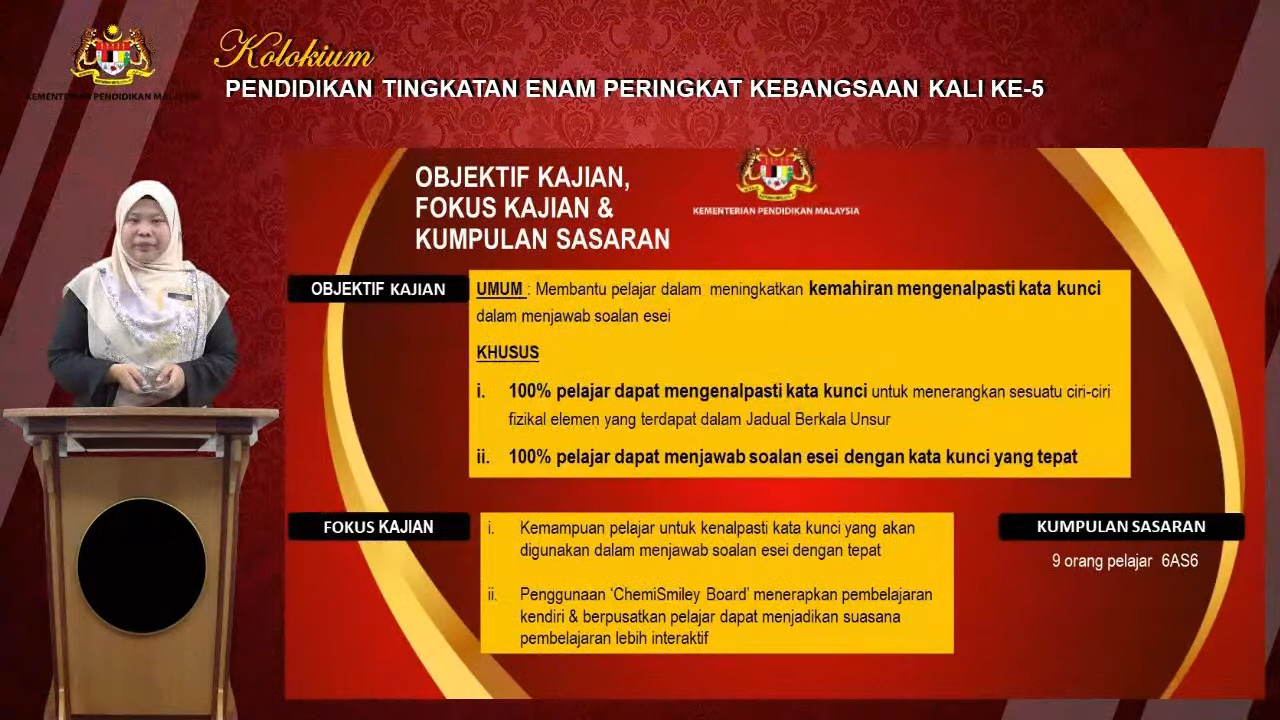 Kolokium
PENDIDIKAN TINGKATAN ENAM PERINGKAT KEBANGSAAN KALI KE-5
KEMENTERIAN PENDIDIKAN MALAYSIA
OBJEKTIF KAJIAN,
FOKUS KAJIAN &
KUMPULAN SASARAN
KEMENTERIAN PENDIDIKAN MALAYSIA
OBJEKTIF KAJIAN
UMUM : Membantu pelajar dalam meningkatkan kemahiran mengenalpasti kata kunci
dalam menjawab soalan esei
KHUSUS
i. 100% pelajar dapat mengenalpasti kata kunci untuk menerangkan sesuatu ciri-ciri
fizikal elemen yang terdapat dalam Jadual Berkala Unsur
ii. 100% pelajar dapat menjawab soalan esei dengan kata kunci yang tepat
FOKUS KAJIAN
i. Kemampuan pelajar untuk kenalpasti kata kunci yang akan
digunakan dalam menjawab soalan esei dengan tepat
ii. Penggunaan ‘ChemiSmiley Board’ menerapkan pembelajaran
kendiri & berpusatkan pelajar dapat menjadikan suasana
pembelajaran lebih interaktif
KUMPULAN SASARAN
9 orang pelajar 6AS6